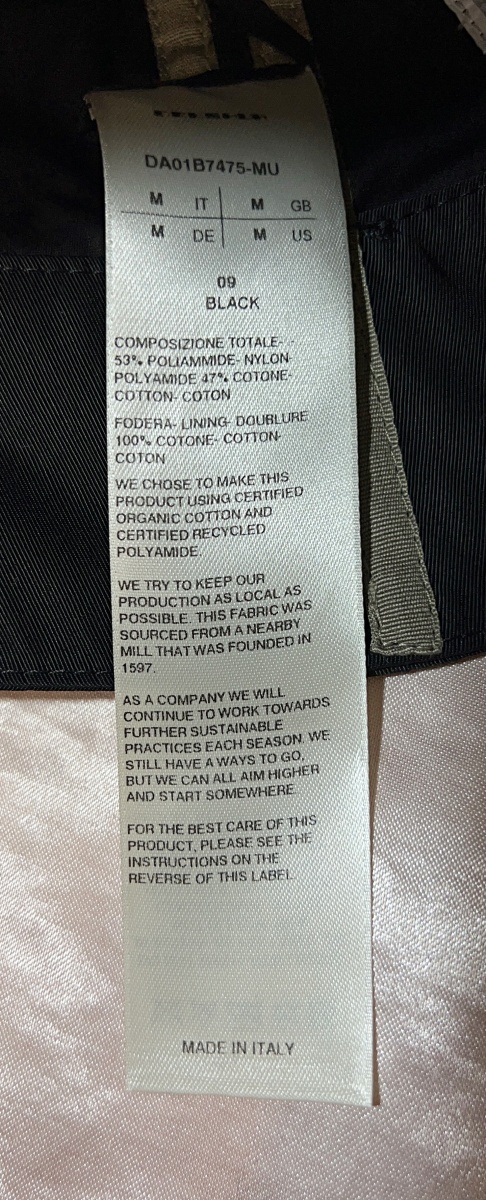 DA01B7475-MU
M IT M GB
M DE M US
09
BLACK
COMPOSIZIONE TOTALE-
53% POLIAMMIDE- NYLON-
POLYAMIDE 47% COTONE-
COTTON- COTON
FODERA- LINING- DOUBLURE
100% COTONE- COTTON-
COTON
WE CHOSE TO MAKE THIS
PRODUCT USING CERTIFIED
ORGANIC COTTON AND
CERTIFIED RECYCLED
POLYAMIDE.
WE TRY TO KEEP OUR
PRODUCTION AS LOCAL AS
POSSIBLE. THIS FABRIC WAS
SOURCED FROM A NEARBY
MILL THAT WAS FOUNDED IN
1597.
AS A COMPANY WE WILL
CONTINUE TO WORK TOWARDS
FURTHER SUSTAINABLE
PRACTICES EACH SEASON. WE
STILL HAVE A WAYS TO GO,
BUT WE CAN ALL AIM HIGHER
AND START SOMEWHERE.
FOR THE BEST CARE OF THIS
PRODUCT, PLEASE SEE THE
INSTRUCTIONS ON THE
REVERSE OF THIS LABEL.
MADE IN ITALY